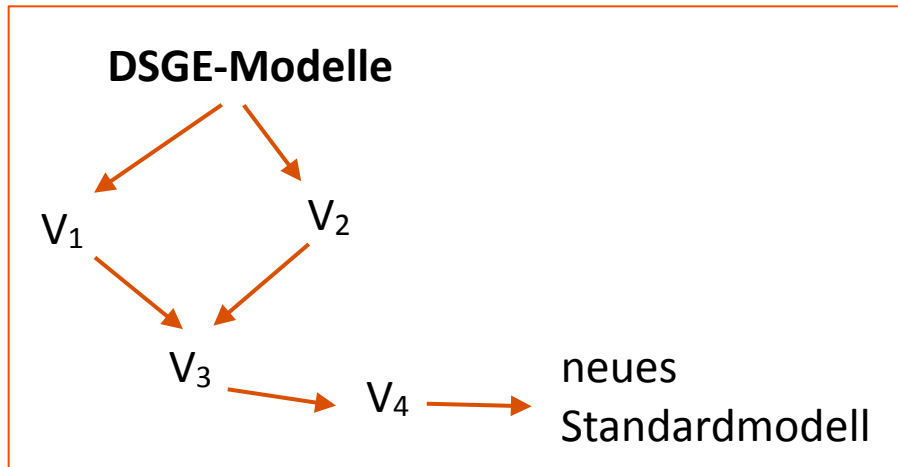 DSGE-Modelle
V₁
V₂
V₃
V₄
neues
Standardmodell